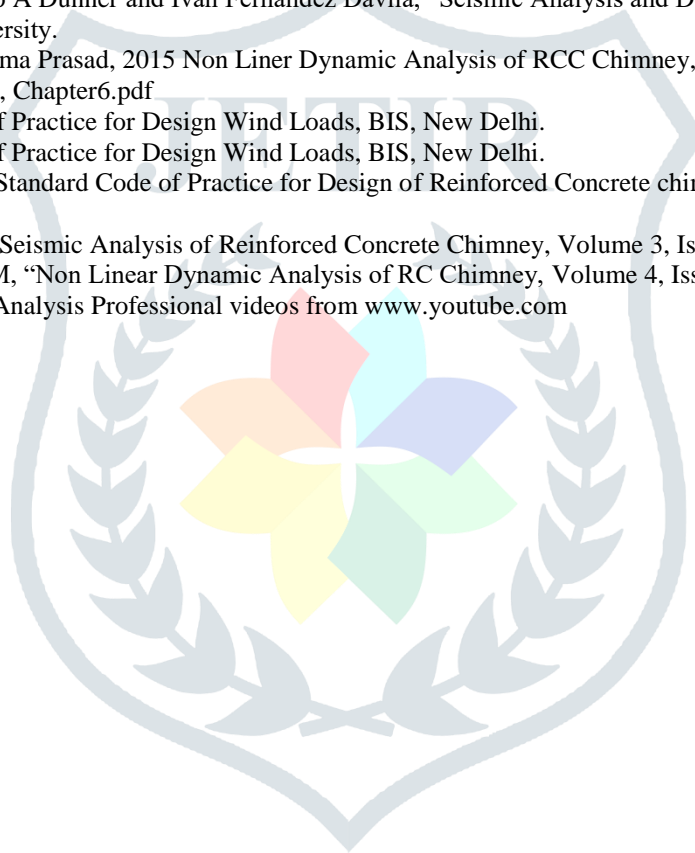 A Dunner and Ivan Fernandez Davila, "Seismic Analysis and D
ersity.
ma Prasad, 2015 Non Liner Dynamic Analysis of RCC Chimney,
, Chapter6.pdf
f Practice for Design Wind Loads, BIS, New Delhi.
f Practice for Design Wind Loads, BIS, New Delhi.
Standard Code of Practice for Design of Reinforced Concrete chi
Seismic Analysis of Reinforced Concrete Chimney, Volume 3, Is
M, “Non Linear Dynamic Analysis of RC Chimney, Volume 4, Iss
Analysis Professional videos from www.youtube.com
JETIR